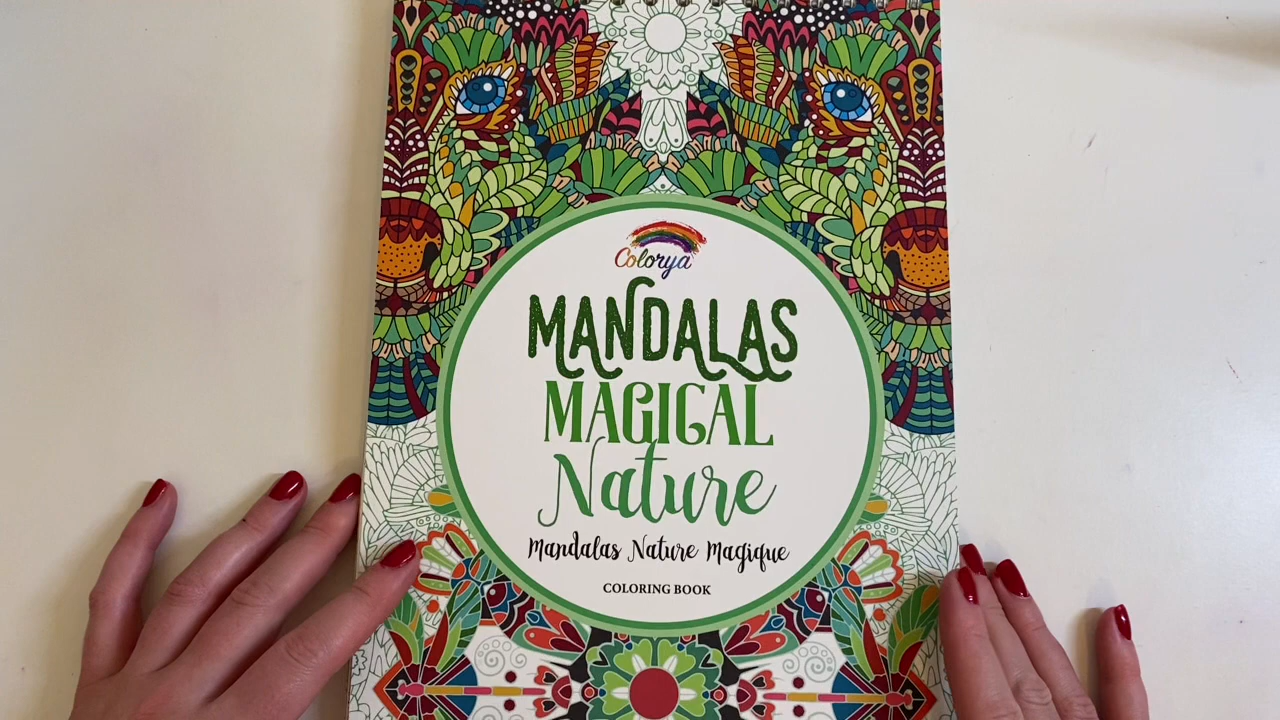 Colorya
MANDALAS
MAGICAL
Nature
Mandalas Nature Magique
COLORING BOOK